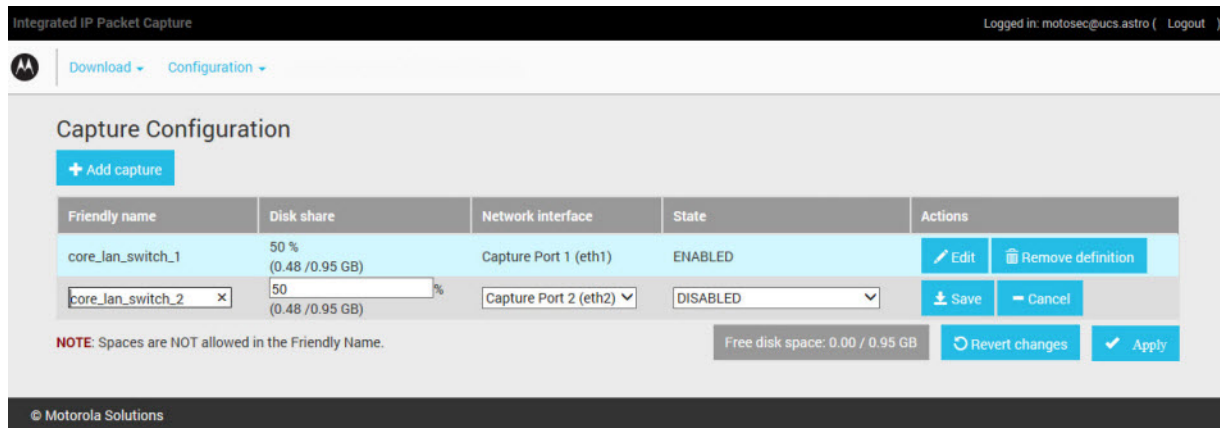 Integrated IP Packet Capture Logged in: motosec@ucs.astro ( Logout )
Download Configuration
Capture Configuration
+ Add capture
Friendly name Disk share Network interface State Actions
core_lan_switch_1 50 % (0.48 /0.95 GB) Capture Port 1 (eth1) ENABLED Edit Remove definition
core_lan_switch_2 × 50 % (0.48 /0.95 GB) Capture Port 2 (eth2) DISABLED Save Cancel
NOTE: Spaces are NOT allowed in the Friendly Name. Free disk space: 0.00 / 0.95 GB Revert changes Apply
© Motorola Solutions